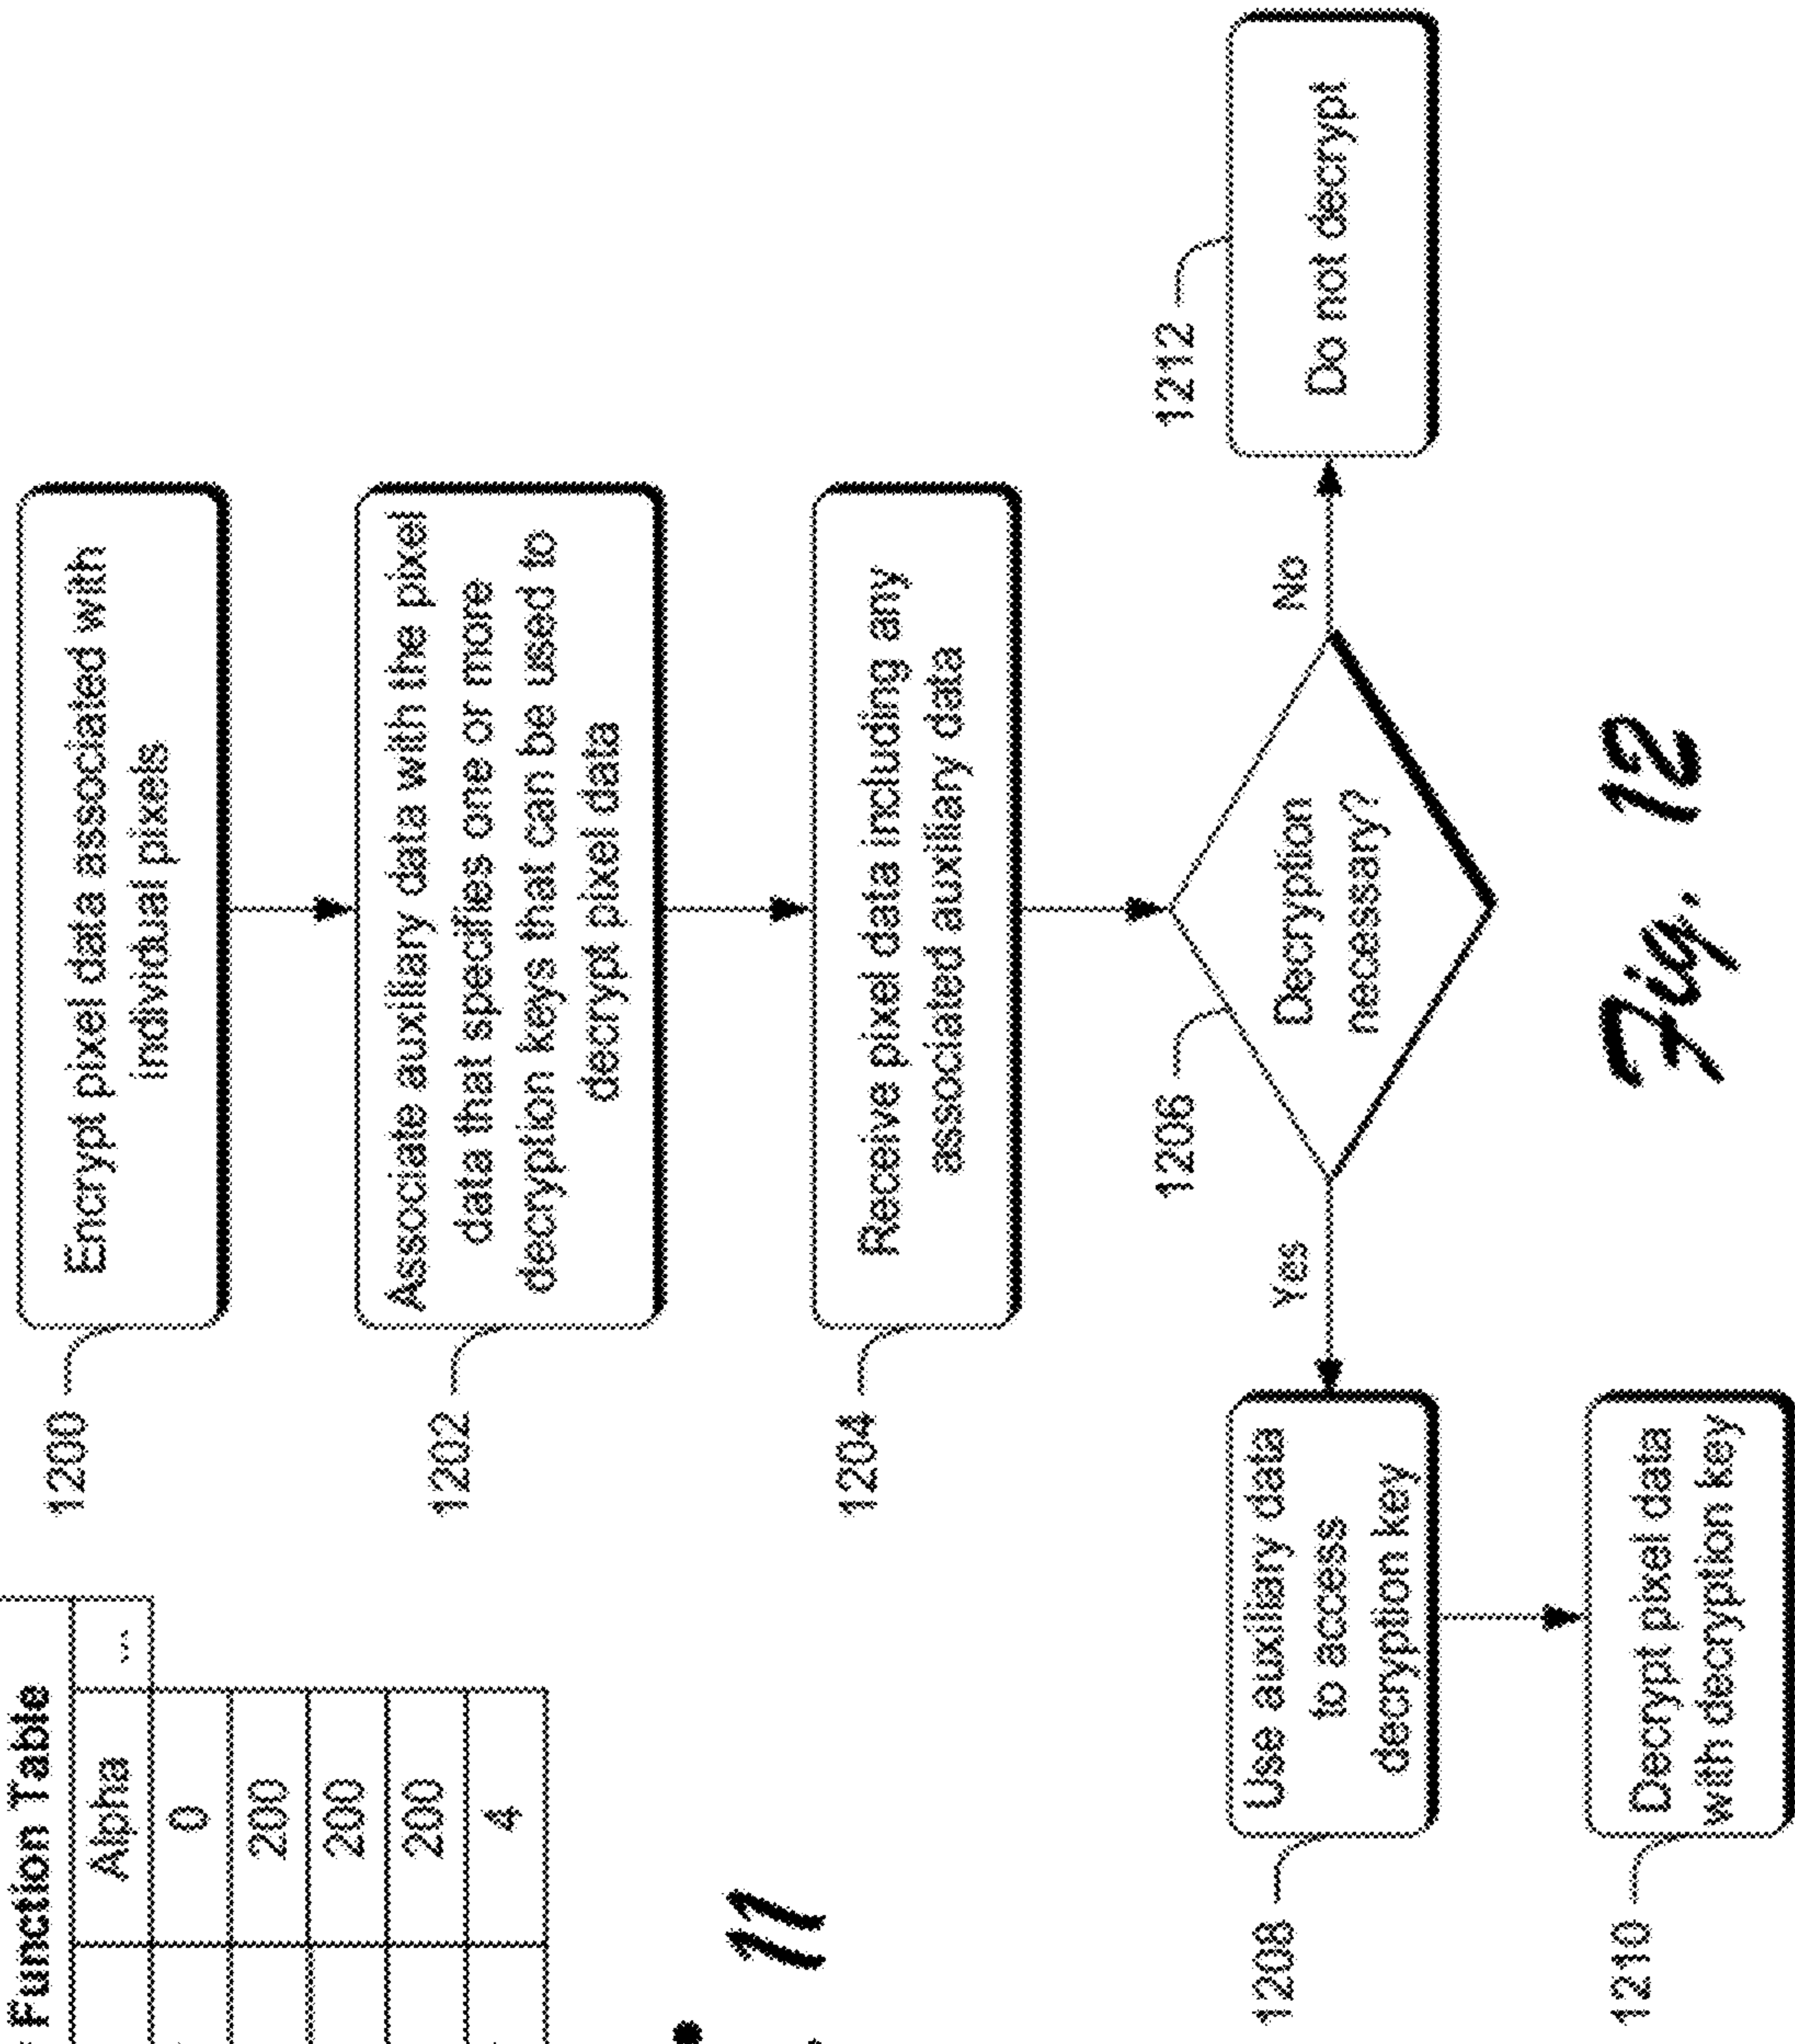 Function Table
Alpha
...
0
200
200
200
4
11
1200
Encrypt pixel data associated with
individual pixels
1202
Associate auxiliary data with the pixel
data that specifies one or more
decryption keys that can be used to
decrypt pixel data
1204
Receive pixel data including any
associated auxiliary data
1206
Decryption
necessary?
Yes
No
1208
Use auxiliary data
to access
decryption key
1212
Do not decrypt
1210
Decrypt pixel data
with decryption key
Fig. 12